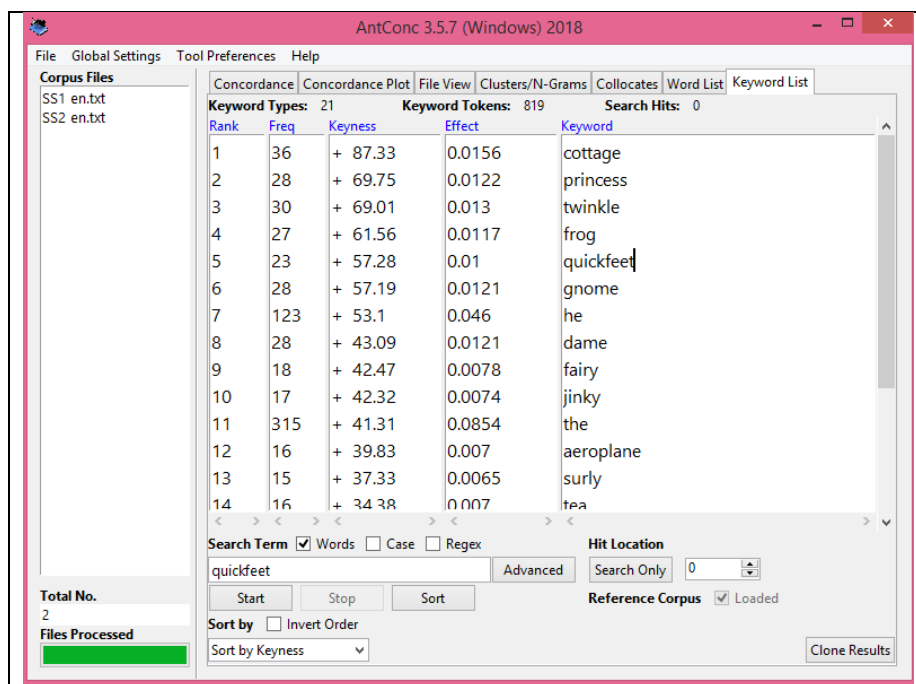 AntConc 3.5.7 (Windows) 2018
File Global Settings Tool Preferences Help
Corpus Files
SS1 en.txt
SS2 en.txt
Concordance Concordance Plot File View Clusters/N-Grams Collocates Word List Keyword List
Keyword Types: 21 Keyword Tokens: 819 Search Hits: 0
Rank Freq Keyness Effect Keyword
1 36 + 87.33 0.0156 cottage
2 28 + 69.75 0.0122 princess
3 30 + 69.01 0.013 twinkle
4 27 + 61.56 0.0117 frog
5 23 + 57.28 0.01 quickfeet
6 28 + 57.19 0.0121 gnome
7 123 + 53.1 0.046 he
8 28 + 43.09 0.0121 dame
9 18 + 42.47 0.0078 fairy
10 17 + 42.32 0.0074 jinky
11 315 + 41.31 0.0854 the
12 16 + 39.83 0.007 aeroplane
13 15 + 37.33 0.0065 surly
14 16 + 34.38 0.007 tea
Search Term Words Case Regex Hit Location
quickfeet Advanced Search Only 0
Total No.
2
Files Processed
Start Stop Sort Reference Corpus Loaded
Sort by Invert Order
Sort by Keyness Clone Results